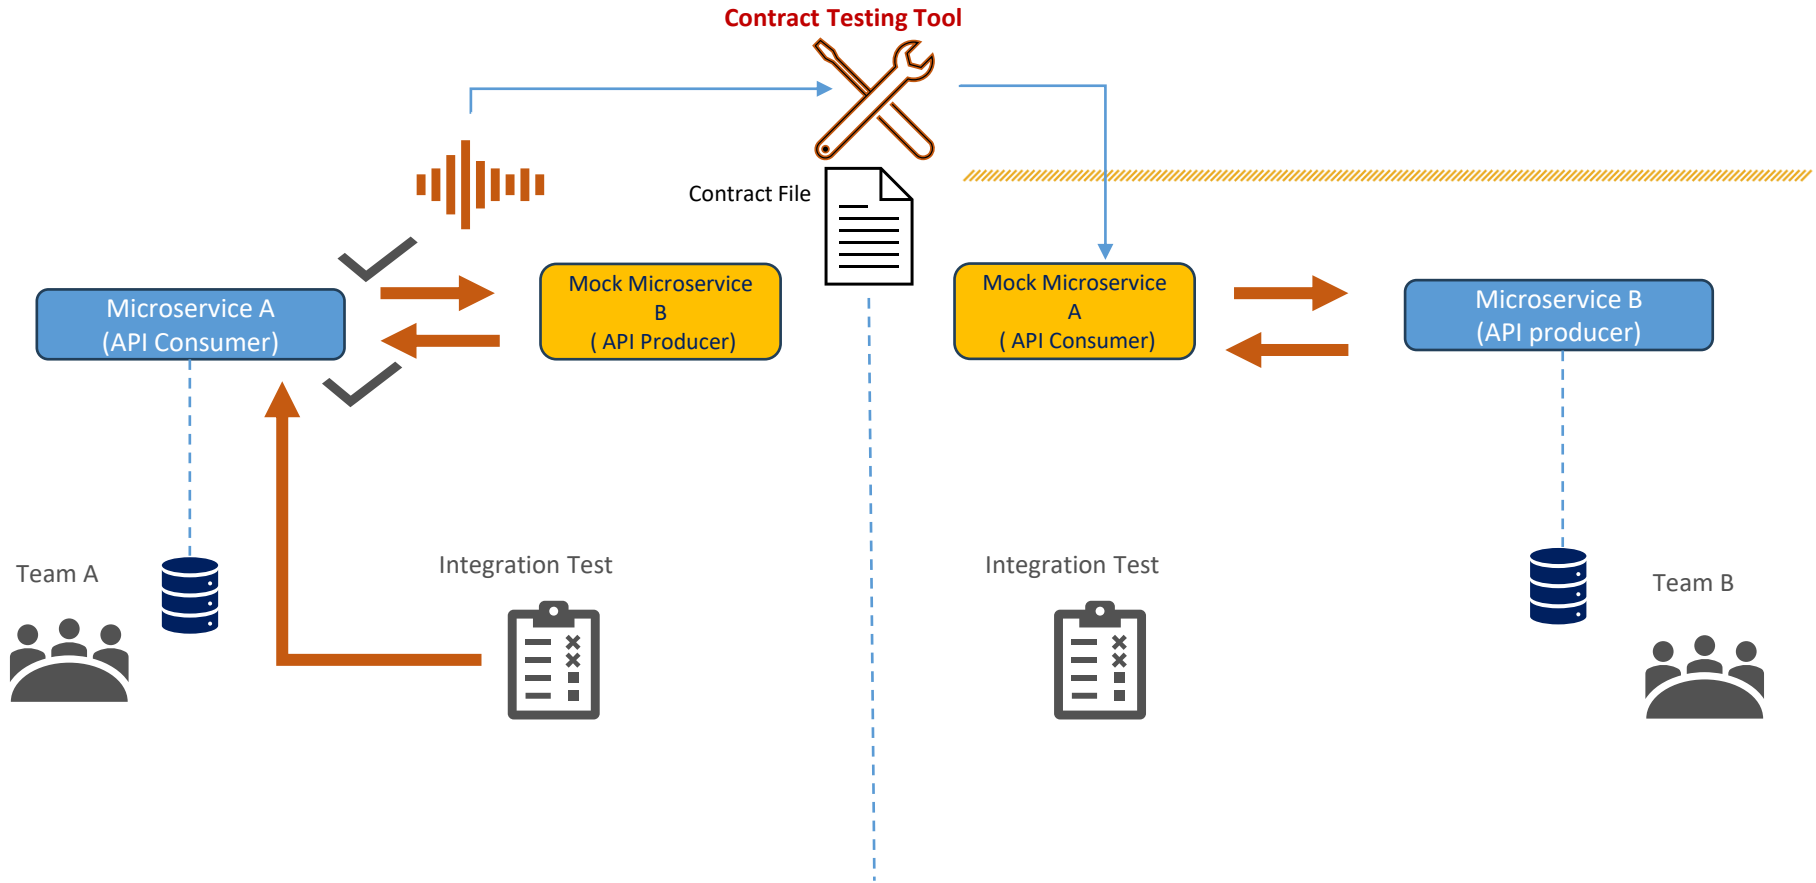 Contract Testing Tool
Contract File
Microservice A
(API Consumer)
Mock Microservice
B
( API Producer)
Mock Microservice
A
( API Consumer)
Microservice B
(API producer)
Team A
Integration Test
Integration Test
Team B